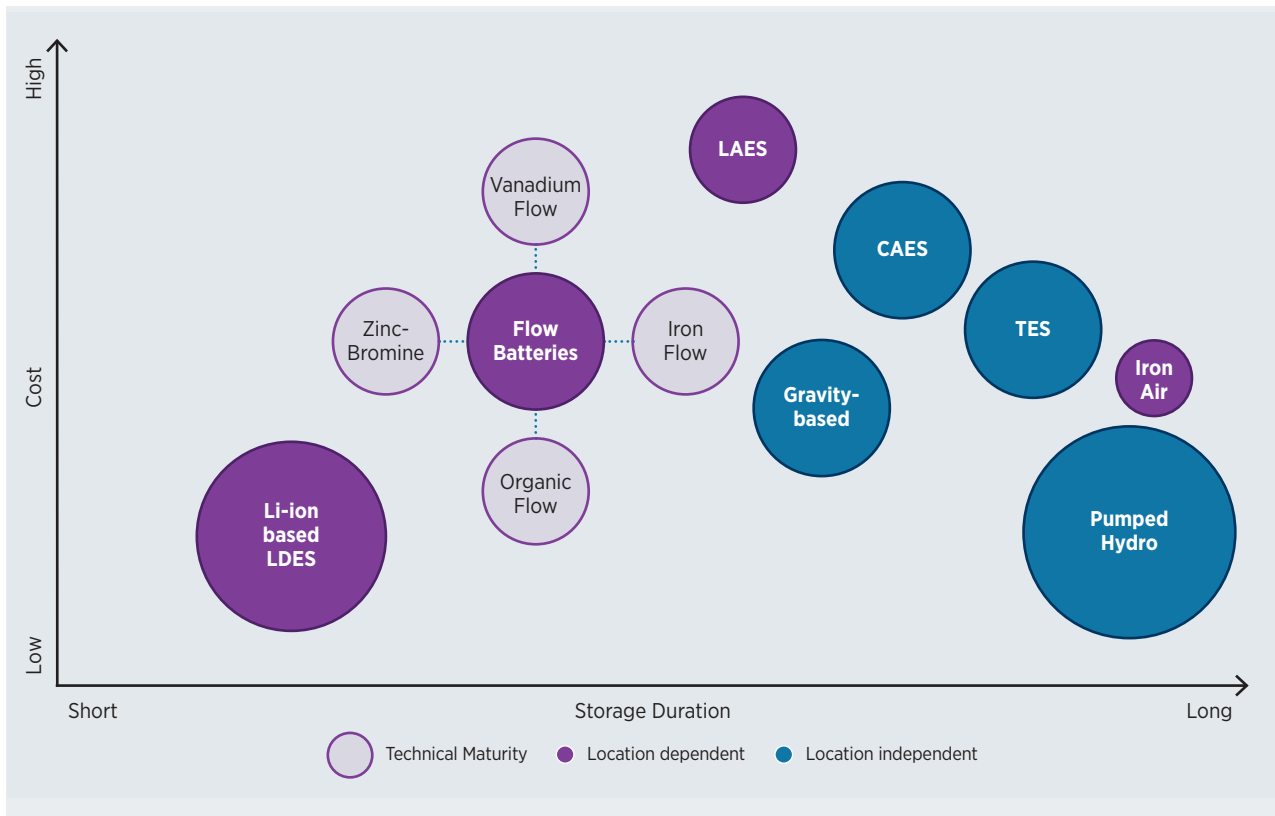 High
Cost
Low
LAES
Vanadium
Flow
CAES
Zinc-
Bromine
Flow
Batteries
Iron
Flow
TES
Iron
Air
Gravity-
based
Organic
Flow
Li-ion
based
LDES
Pumped
Hydro
Short
Storage Duration
Long
Technical Maturity
Location dependent
Location independent